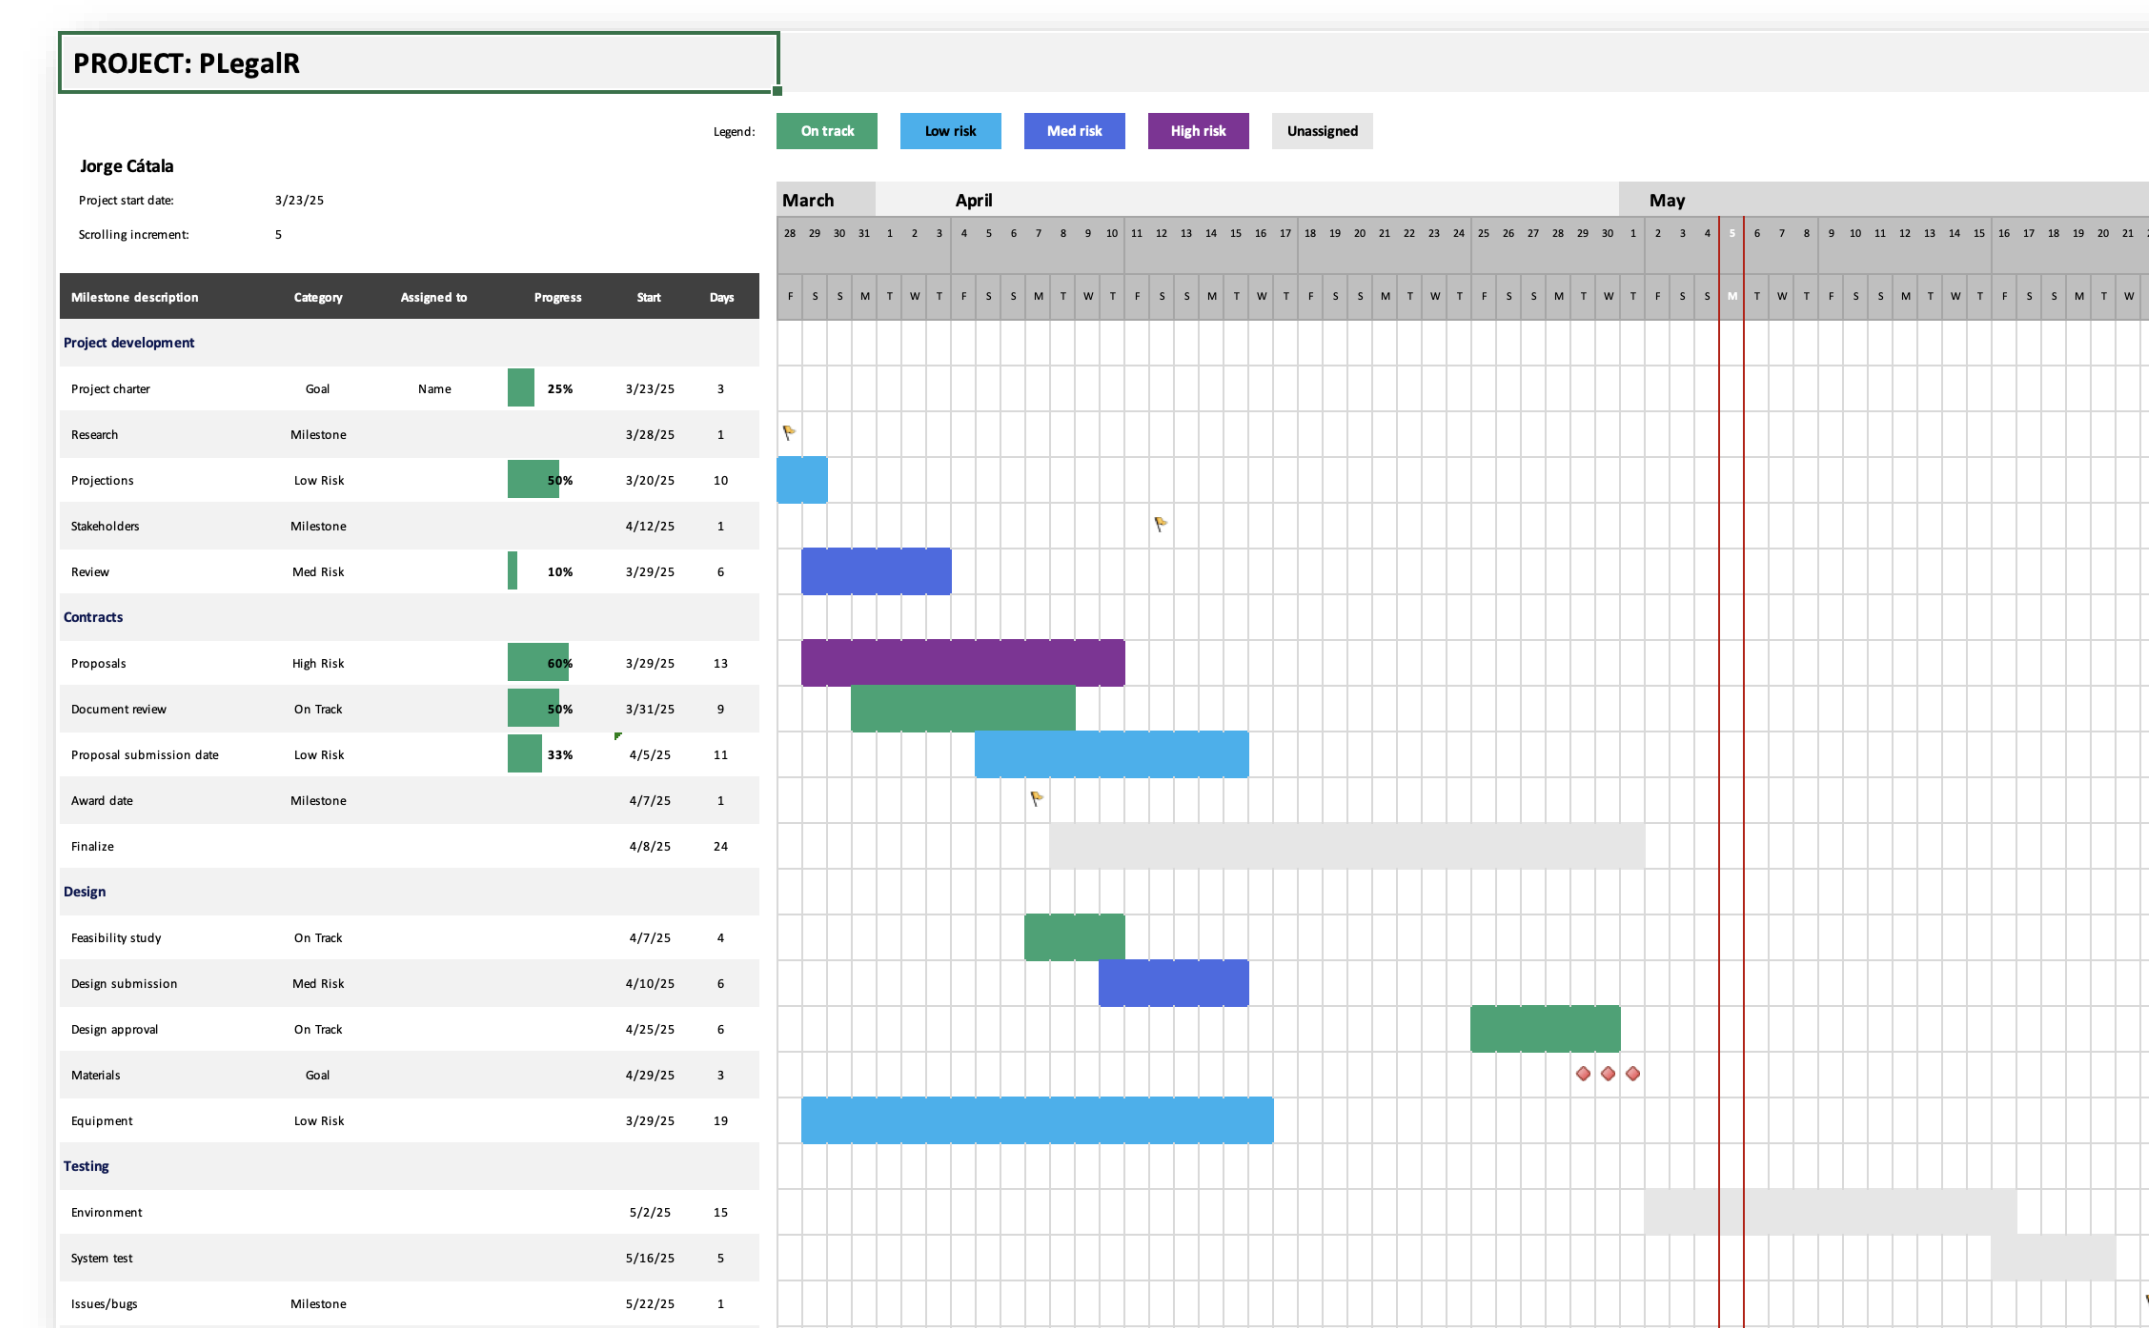 PROJECT: PLegalR
Legend: On track Low risk Med risk High risk Unassigned
Jorge Cátala
Project start date: 3/23/25
March April May
Scrolling increment: 5
28 29 30 31 1 2 3 4 5 6 7 8 9 10 11 12 13 14 15 16 17 18 19 20 21 22 23 24 25 26 27 28 29 30 1 2 3 4 5 6 7 8 9 10 11 12 13 14 15 16 17 18 19 20 21
Milestone description Category Assigned to Progress Start Days
F S S M T W T F S S M T W T F S S M T W T F S S M T W T F S S M T W T F S S M T W T F S S M T W T F S S M T W
Project development
Project charter Goal Name 25% 3/23/25 3
Research Milestone 3/28/25 1
Projections Low Risk 50% 3/20/25 10
Stakeholders Milestone 4/12/25 1
Review Med Risk 10% 3/29/25 6
Contracts
Proposals High Risk 60% 3/29/25 13
Document review On Track 50% 3/31/25 9
Proposal submission date Low Risk 33% 4/5/25 11
Award date Milestone 4/7/25 1
Finalize 4/8/25 24
Design
Feasibility study On Track 4/7/25 4
Design submission Med Risk 4/10/25 6
Design approval On Track 4/25/25 6
Materials Goal 4/29/25 3
Equipment Low Risk 3/29/25 19
Testing
Environment 5/2/25 15
System test 5/16/25 5
Issues/bugs Milestone 5/22/25 1